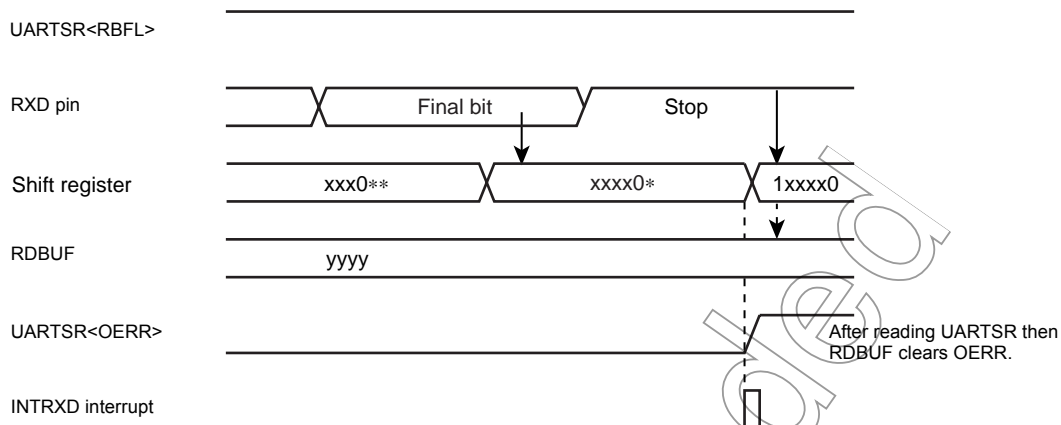 UARTSR<RBFL>
RXD pin
Final bit
Stop
Shift register
xxx0**
xxxx0*
1xxxx0
RDBUF
yyyy
UARTSR<OERR>
After reading UARTSR then
RDBUF clears OERR.
INTRXD interrupt